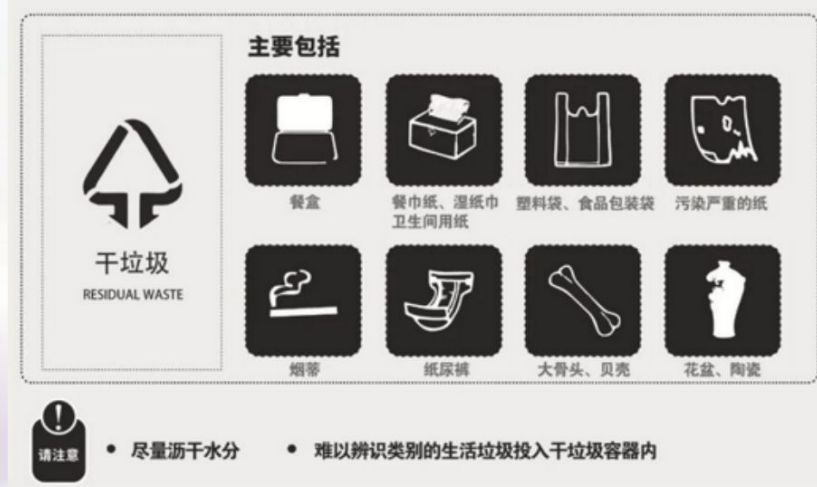 主要包括
餐盒
餐巾纸、湿纸巾
卫生间用纸
塑料袋、食品包装袋
污染严重的纸
干垃圾
RESIDUAL WASTE
烟蒂
纸尿裤
大骨头、贝壳
花盆、陶瓷
请注意
• 尽量沥干水分
• 难以辨识类别的生活垃圾投入干垃圾容器内